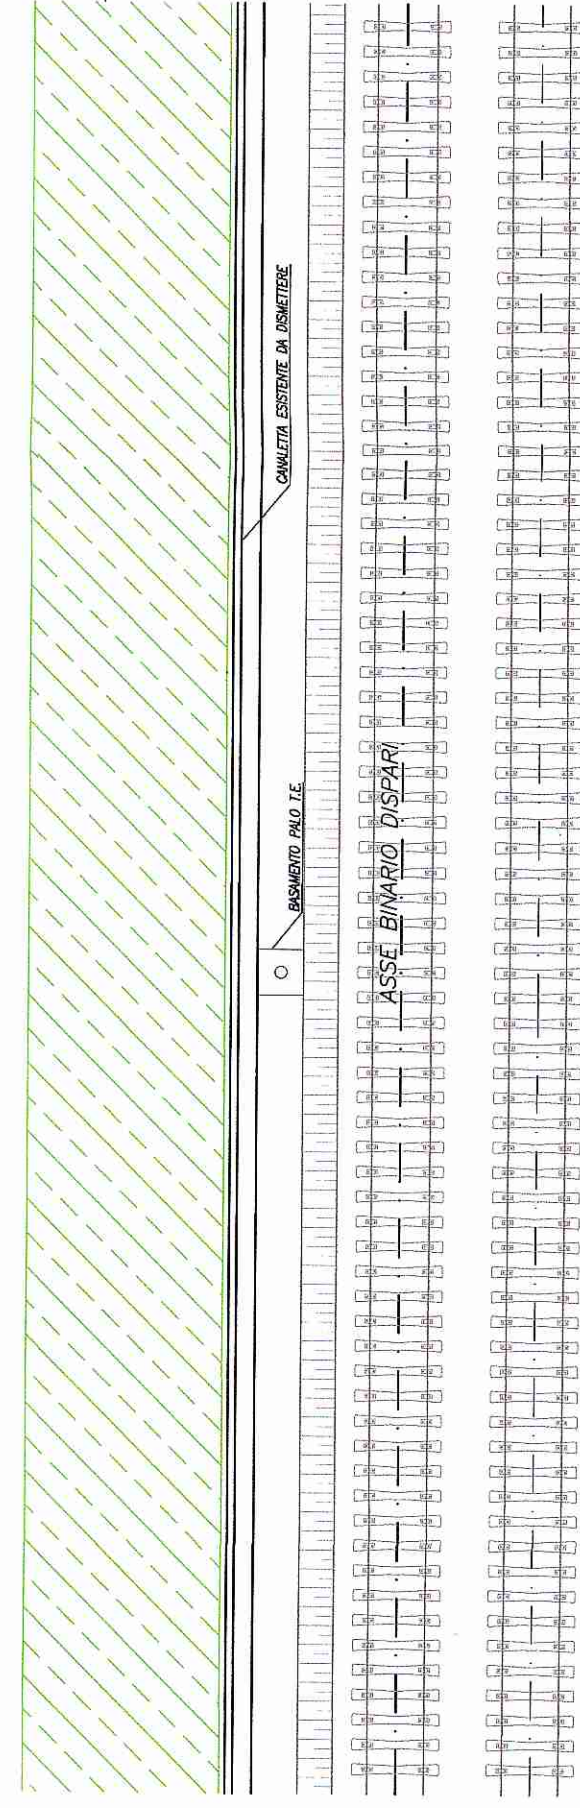 CANALETTA ESISTENTE DA DISMETTERE
BASAMENTO PALO T.E.
ASSE BINARIO DISPARI